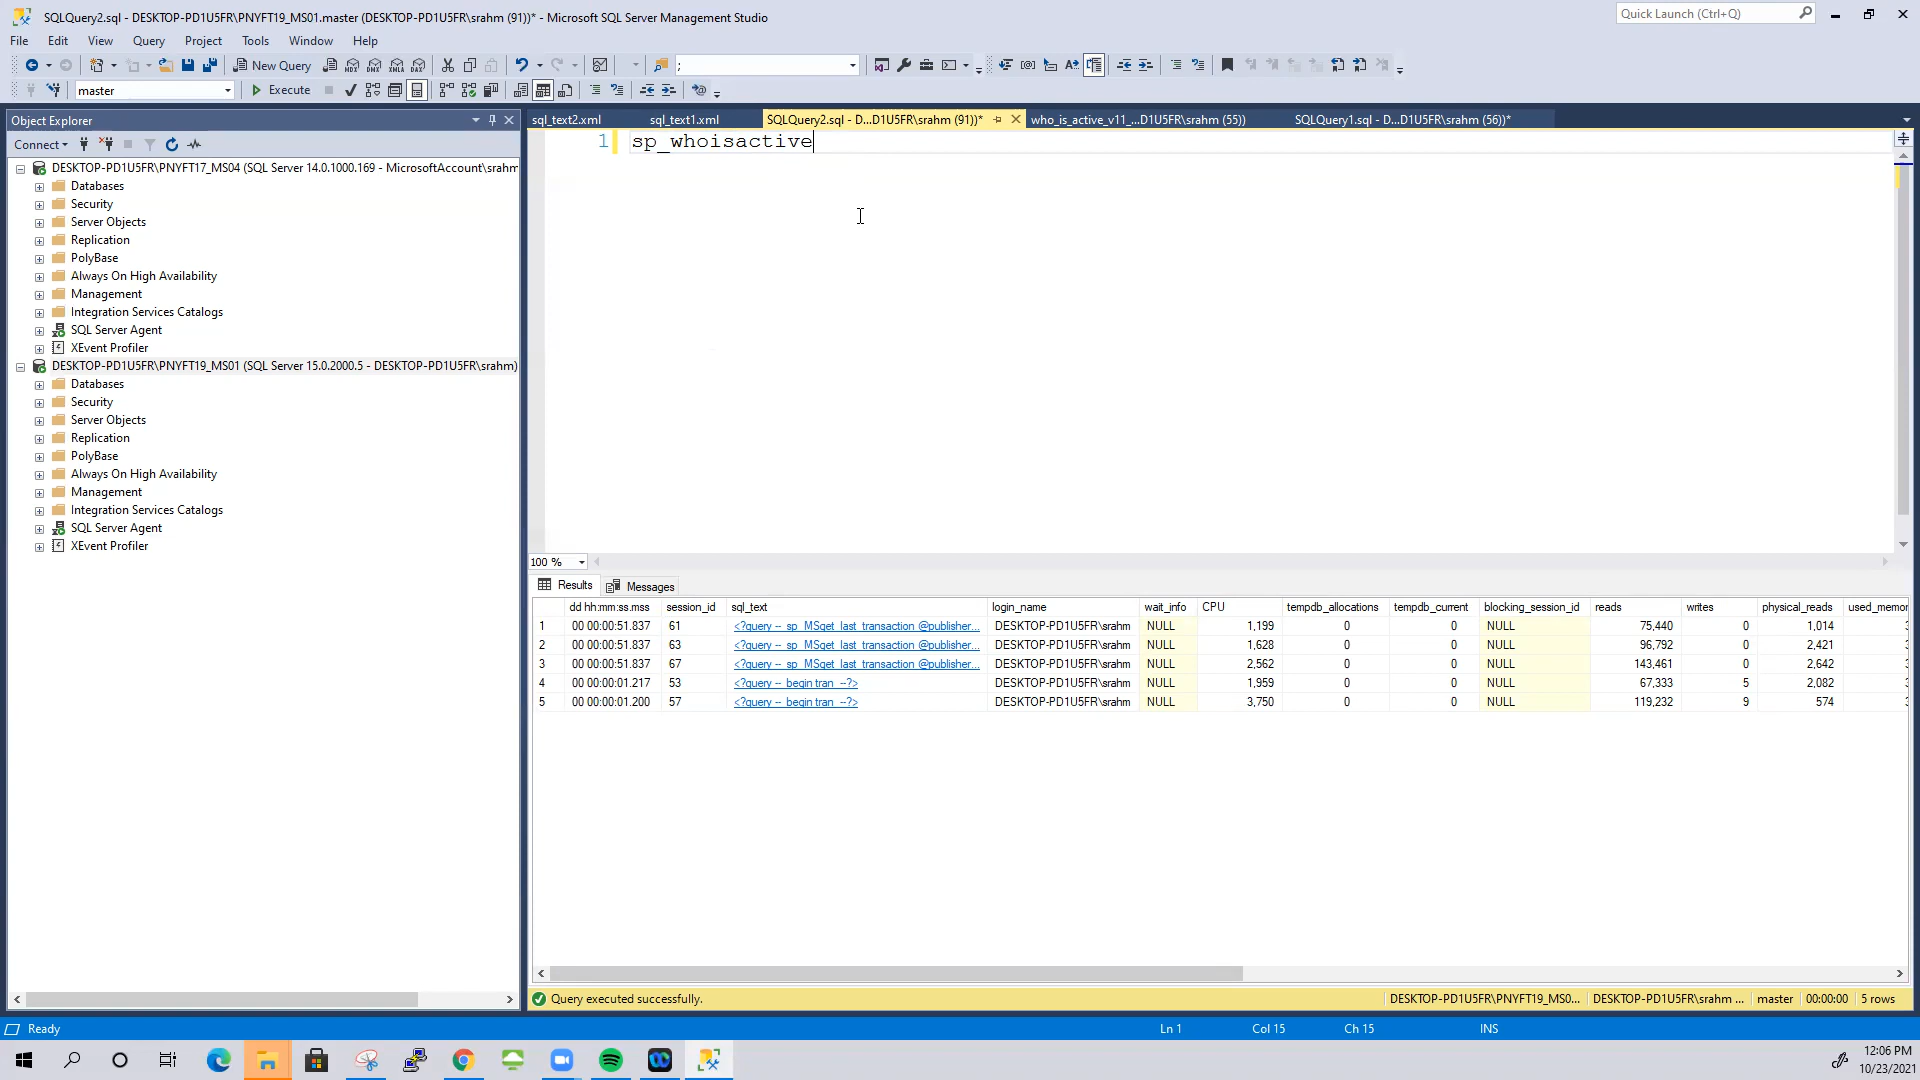 SQLQuery2.sql - DESKTOP-PD1U5FR\PNYFT19_MS01.master (DESKTOP-PD1U5FR\srahm (91))* - Microsoft SQL Server Management Studio
Quick Launch (Ctrl+Q)
File Edit View Query Project Tools Window Help
New Query MDX DMX XMLA DAX ;
master Execute
Object Explorer
sql_text2.xml sql_text1.xml SQLQuery2.sql - D...D1U5FR\srahm (91))* who_is_active_v11_...D1U5FR\srahm (55)) SQLQuery1.sql - D...D1U5FR\srahm (56))*
Connect
1 sp_whoisactive
DESKTOP-PD1U5FR\PNYFT17_MS04 (SQL Server 14.0.1000.169 - MicrosoftAccount\srahm
Databases
Security
Server Objects
Replication
PolyBase
Always On High Availability
Management
Integration Services Catalogs
SQL Server Agent
XEvent Profiler
DESKTOP-PD1U5FR\PNYFT19_MS01 (SQL Server 15.0.2000.5 - DESKTOP-PD1U5FR\srahm)
Databases
Security
Server Objects
Replication
PolyBase
Always On High Availability
Management
Integration Services Catalogs
SQL Server Agent
XEvent Profiler
100 %
Results Messages
dd hh:mm:ss.mss session_id sql_text login_name wait_info CPU tempdb_allocations tempdb_current blocking_session_id reads writes physical_reads used_memor
1 00 00:00:51.837 61 <?query -- sp_MSget_last_transaction @publisher... DESKTOP-PD1U5FR\srahm NULL 1,199 0 0 NULL 75,440 0 1,014
2 00 00:00:51.837 63 <?query -- sp_MSget_last_transaction @publisher... DESKTOP-PD1U5FR\srahm NULL 1,628 0 0 NULL 96,792 0 2,421
3 00 00:00:51.837 67 <?query -- sp_MSget_last_transaction @publisher... DESKTOP-PD1U5FR\srahm NULL 2,562 0 0 NULL 143,461 0 2,642
4 00 00:00:01.217 53 <?query -- begin tran --?> DESKTOP-PD1U5FR\srahm NULL 1,959 0 0 NULL 67,333 5 2,082
5 00 00:00:01.200 57 <?query -- begin tran --?> DESKTOP-PD1U5FR\srahm NULL 3,750 0 0 NULL 119,232 9 574
Query executed successfully. DESKTOP-PD1U5FR\PNYFT19_MS0... DESKTOP-PD1U5FR\srahm ... master 00:00:00 5 rows
Ready Ln 1 Col 15 Ch 15 INS
12:06 PM
10/23/2021